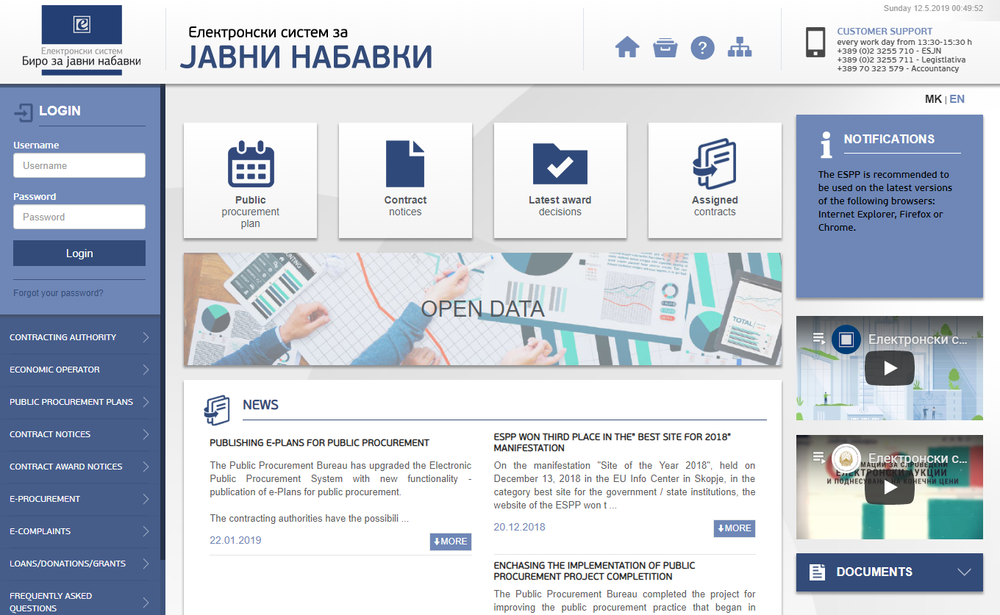 Sunday 12.5.2019 00:49:52
Електронски систем
Биро за јавни набавки
Електронски систем за
ЈАВНИ НАБАВКИ
?
CUSTOMER SUPPORT
every work day from 13:30-15:30 h
+389 (0)2 3255 710 - ESJN
+389 (0)2 3255 711 - Legistlativa
+389 70 323 579 - Accountancy
MK | EN
LOGIN
Username
Username
Password
Password
Login
Forgot your password?
CONTRACTING AUTHORITY
ECONOMIC OPERATOR
PUBLIC PROCUREMENT PLANS
CONTRACT NOTICES
CONTRACT AWARD NOTICES
E-PROCUREMENT
E-COMPLAINTS
LOANS/DONATIONS/GRANTS
FREQUENTLY ASKED
QUESTIONS
Public
procurement
plan
Contract
notices
Latest award
decisions
Assigned
contracts
OPEN DATA
TOTAL
NEWS
PUBLISHING E-PLANS FOR PUBLIC PROCUREMENT
The Public Procurement Bureau has upgraded the Electronic
Public Procurement System with new functionality -
publication of e-Plans for public procurement.
The contracting authorities have the possibili ...
22.01.2019
MORE
ESPP WON THIRD PLACE IN THE" BEST SITE FOR 2018"
MANIFESTATION
On the manifestation "Site of the Year 2018", held on
December 13, 2018 in the EU Info Center in Skopje, in the
category best site for the government / state institutions, the
website of the ESPP won t ...
20.12.2018
MORE
ENCHASING THE IMPLEMENTATION OF PUBLIC
PROCUREMENT PROJECT COMPLETITION
The Public Procurement Bureau completed the project for
improving the public procurement practice that began in
NOTIFICATIONS
The ESPP is recommended to
be used on the latest versions
of the following browsers:
Internet Explorer, Firefox or
Chrome.
Електронски с...
Електронски с...
ЕЛЕКТРОНСКИ АУКЦИИ
И ПОДНЕСУВАЊЕ НА КОНЕЧНИ ЦЕНИ
DOCUMENTS